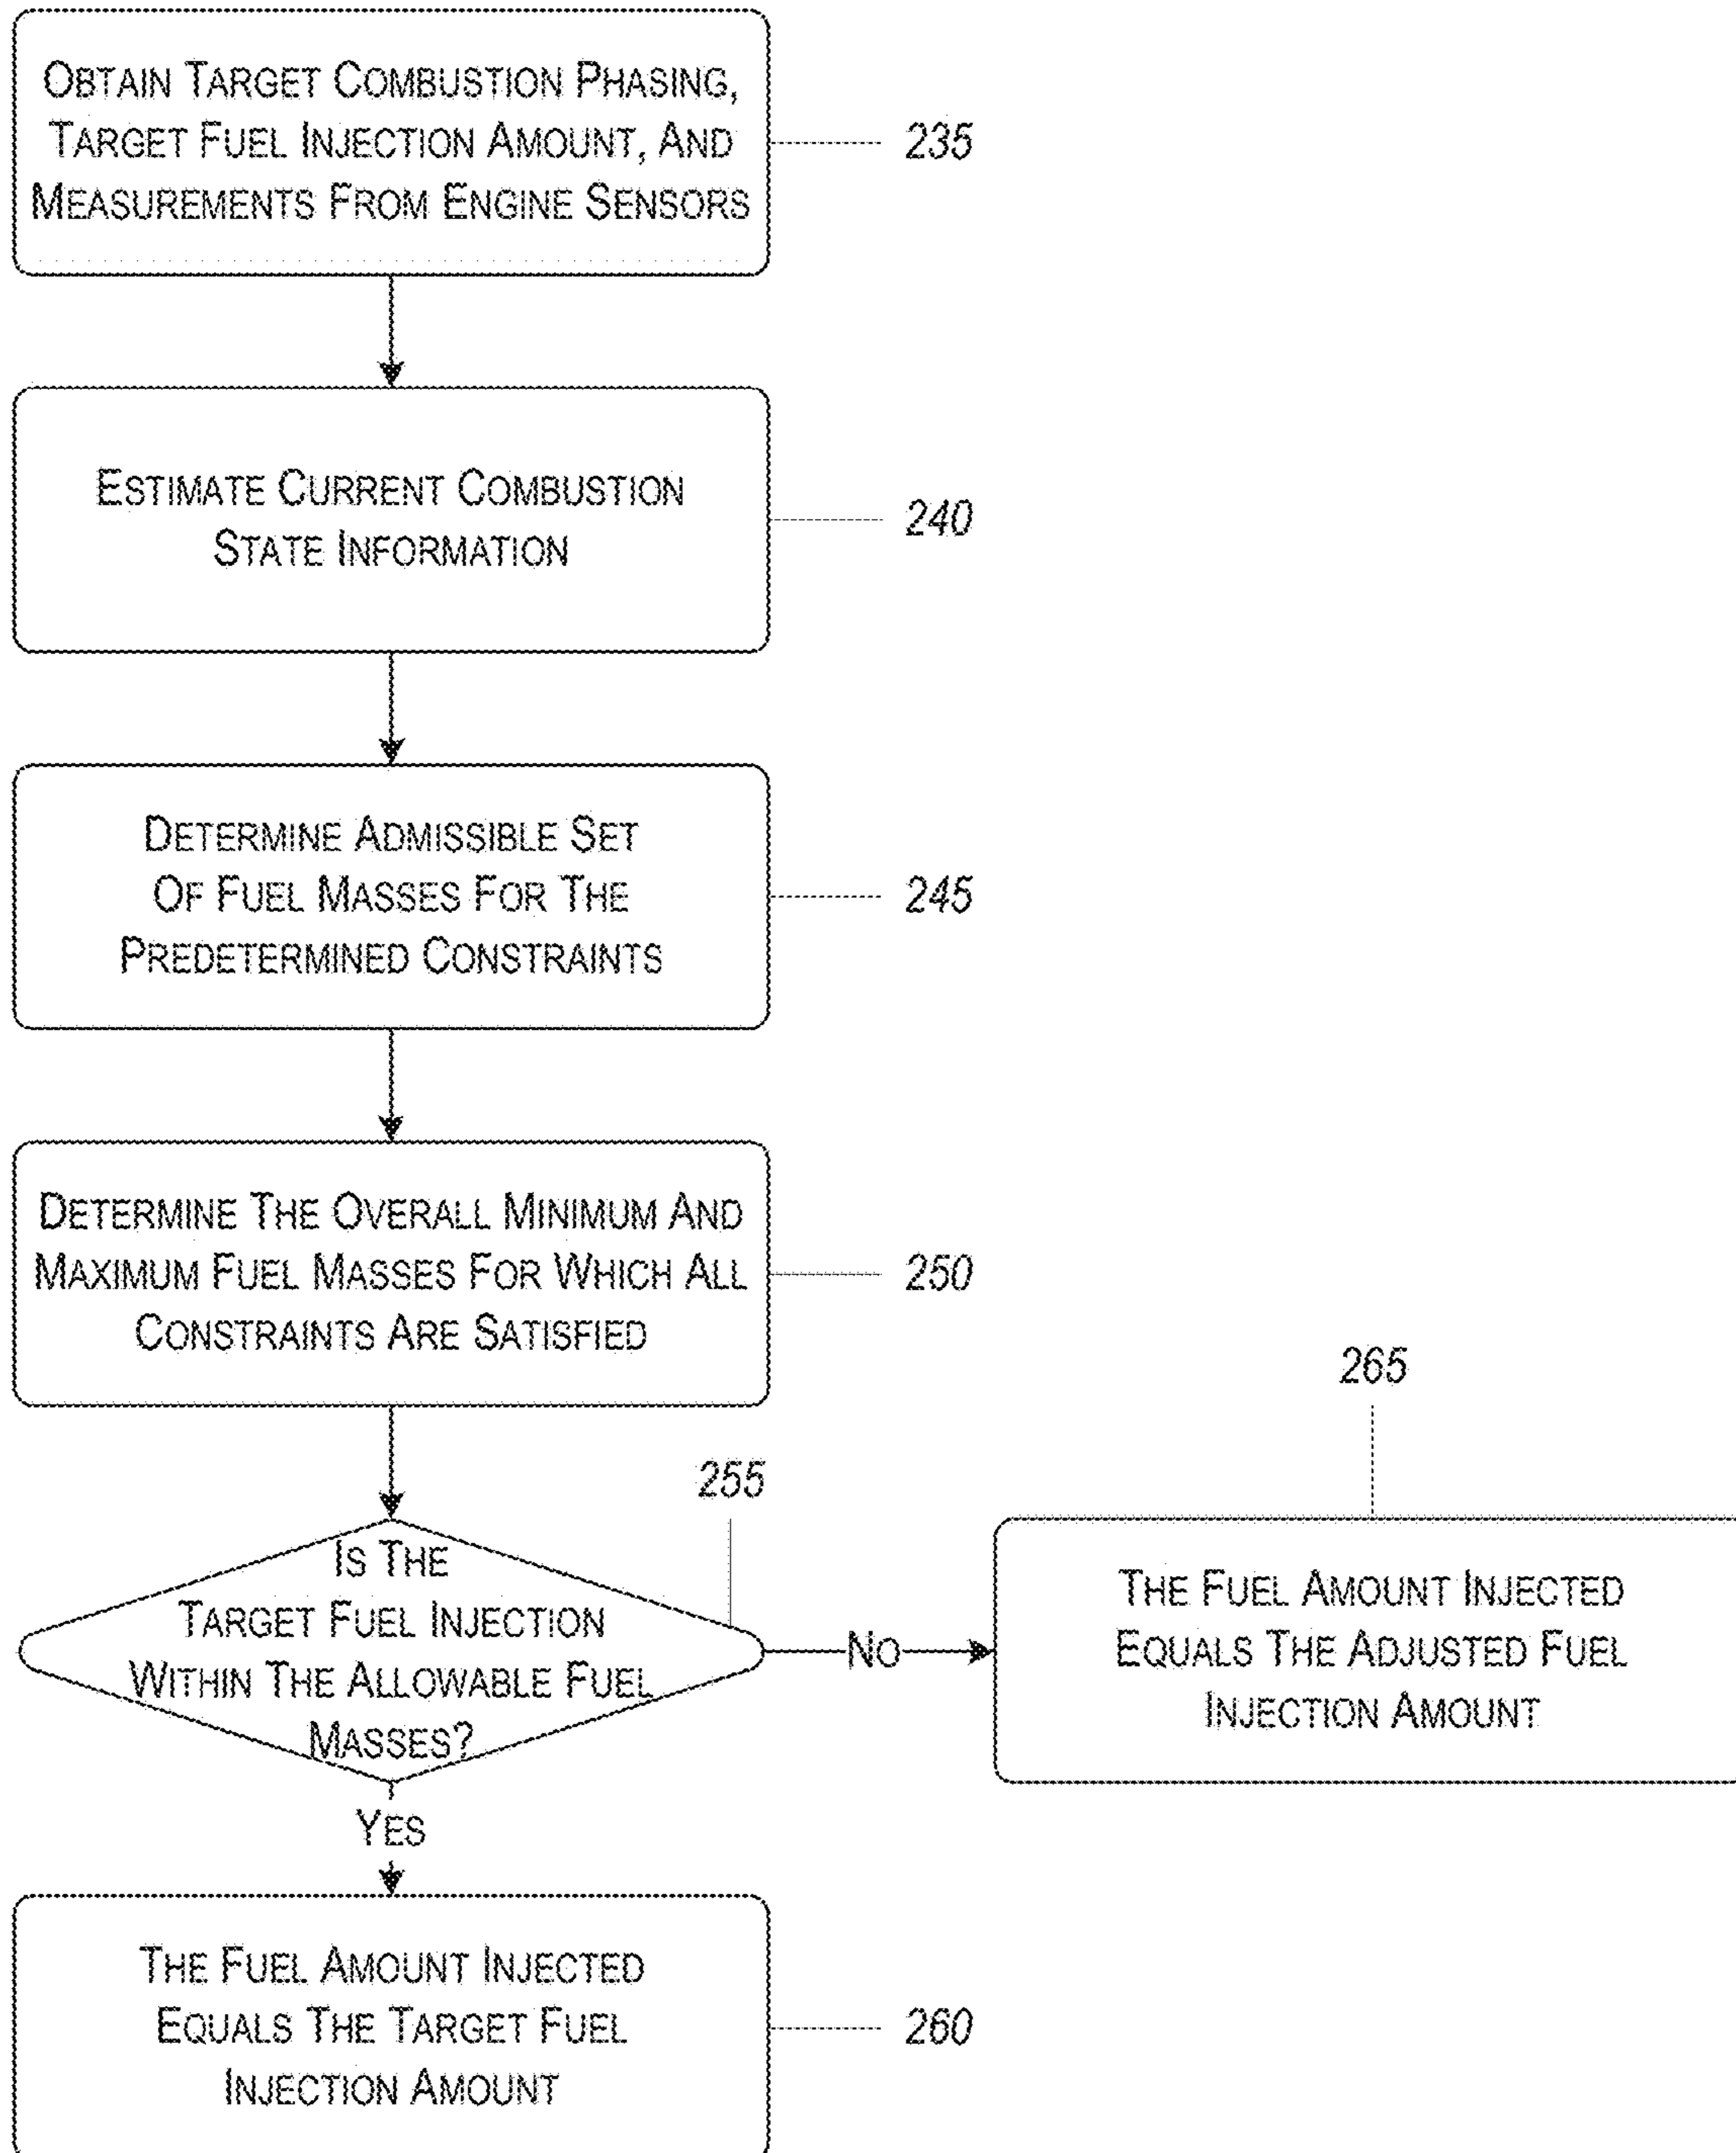 OBTAIN TARGET COMBUSTION PHASING,
TARGET FUEL INJECTION AMOUNT, AND
MEASUREMENTS FROM ENGINE SENSORS
235
ESTIMATE CURRENT COMBUSTION
STATE INFORMATION
240
DETERMINE ADMISSIBLE SET
OF FUEL MASSES FOR THE
PREDETERMINED CONSTRAINTS
245
DETERMINE THE OVERALL MINIMUM AND
MAXIMUM FUEL MASSES FOR WHICH ALL
CONSTRAINTS ARE SATISFIED
250
255
IS THE
TARGET FUEL INJECTION
WITHIN THE ALLOWABLE FUEL
MASSES?
NO
265
THE FUEL AMOUNT INJECTED
EQUALS THE ADJUSTED FUEL
INJECTION AMOUNT
YES
THE FUEL AMOUNT INJECTED
EQUALS THE TARGET FUEL
INJECTION AMOUNT
260